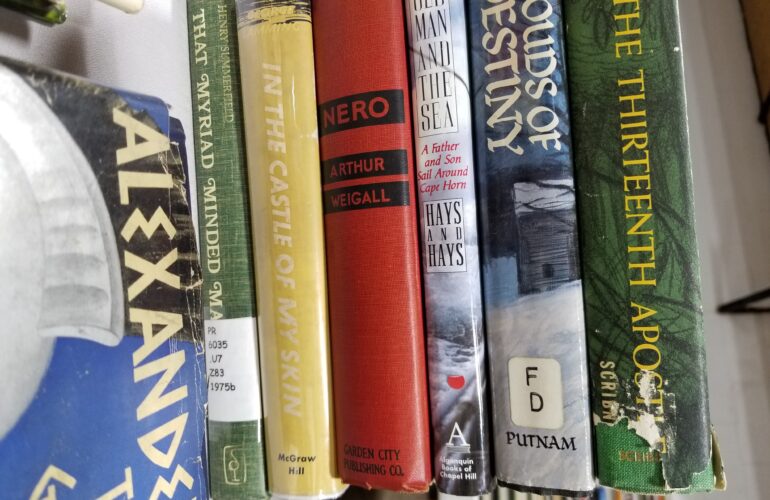 ALEXANDE
T
HENRY SUMMERFIELD
THAT MYRIAD MINDED MA
PR
6035
.U7
Z83
1975b
IN THE CASTLE OF MY SKIN
McGraw
Hill
NERO
ARTHUR
WEIGALL
GARDEN CITY
PUBLISHING CO.
OLD
MAN
AND
THE
SEA
A Father
and Son
Sail Around
Cape Horn
HAYS
AND
HAYS
A
Algonquin
Books of
Chapel Hill
OUDS OF
DESTINY
F
D
PUTNAM
THE THIRTEENTH APOSTLE
SCRIBN
SCRIB